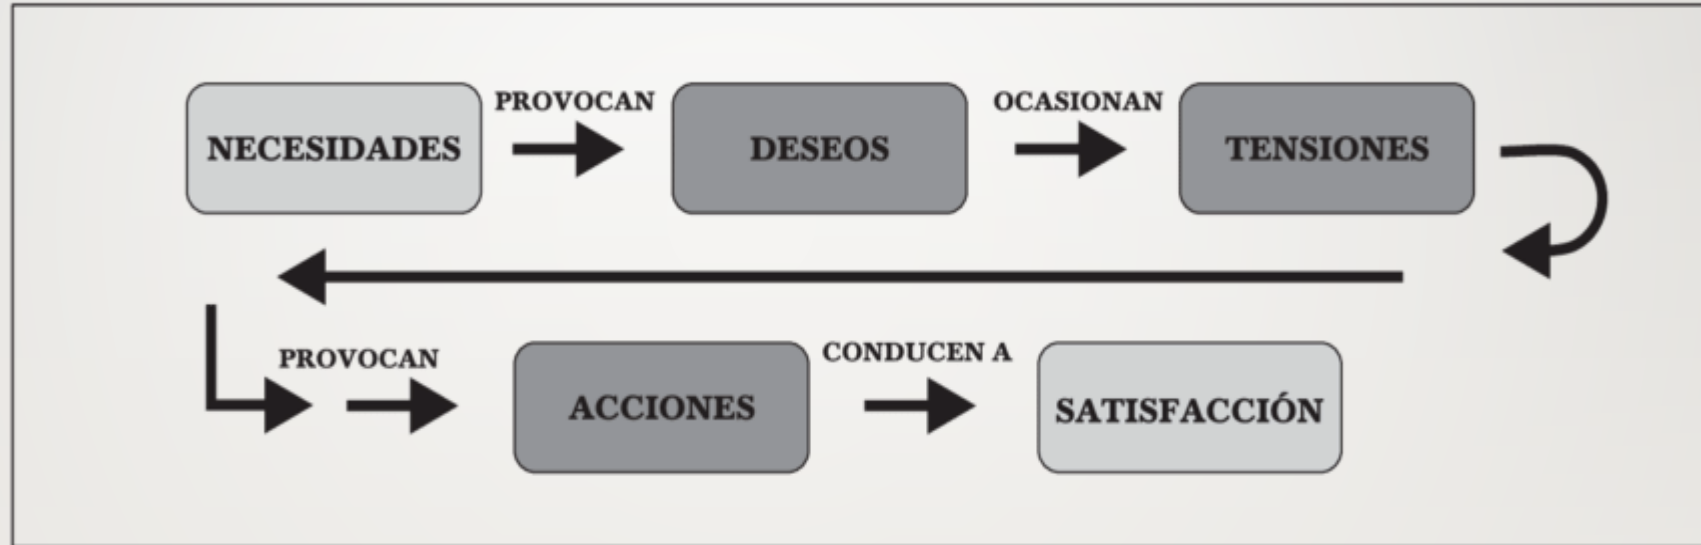 NECESIDADES
PROVOCAN
DESEOS
OCASIONAN
TENSIONES
PROVOCAN
ACCIONES
CONDUCEN A
SATISFACCIÓN